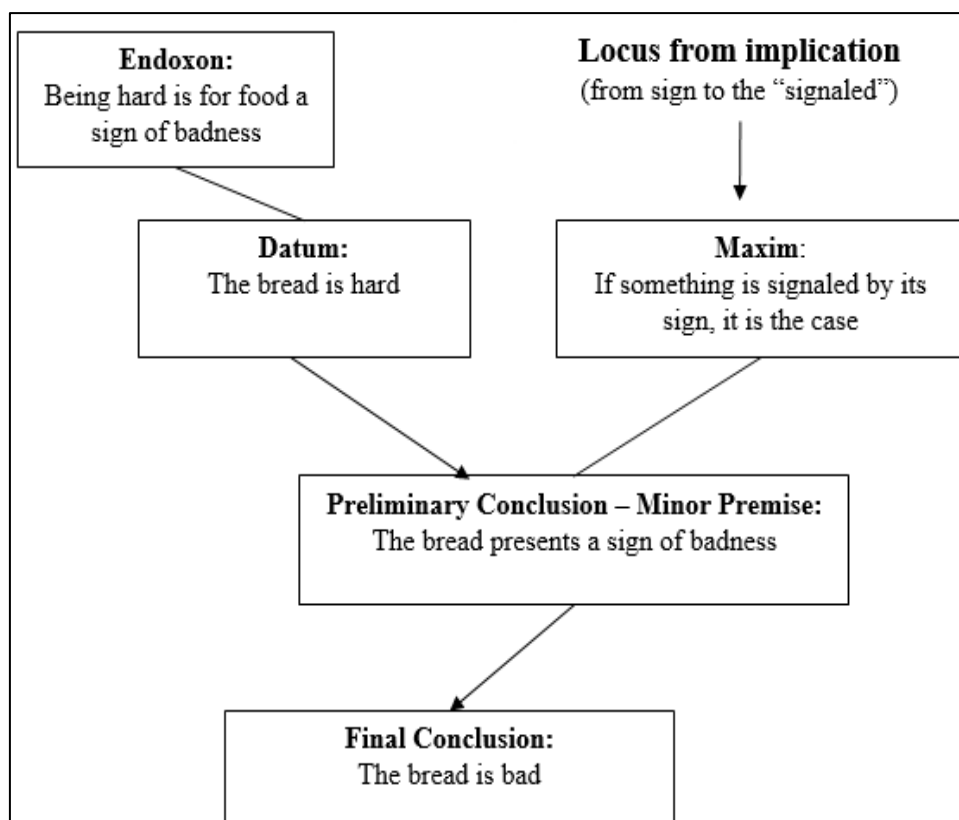 Endoxon:
Being hard is for food a
sign of badness
Locus from implication
(from sign to the “signaled”)
Datum:
The bread is hard
Maxim:
If something is signaled by its
sign, it is the case
Preliminary Conclusion – Minor Premise:
The bread presents a sign of badness
Final Conclusion:
The bread is bad